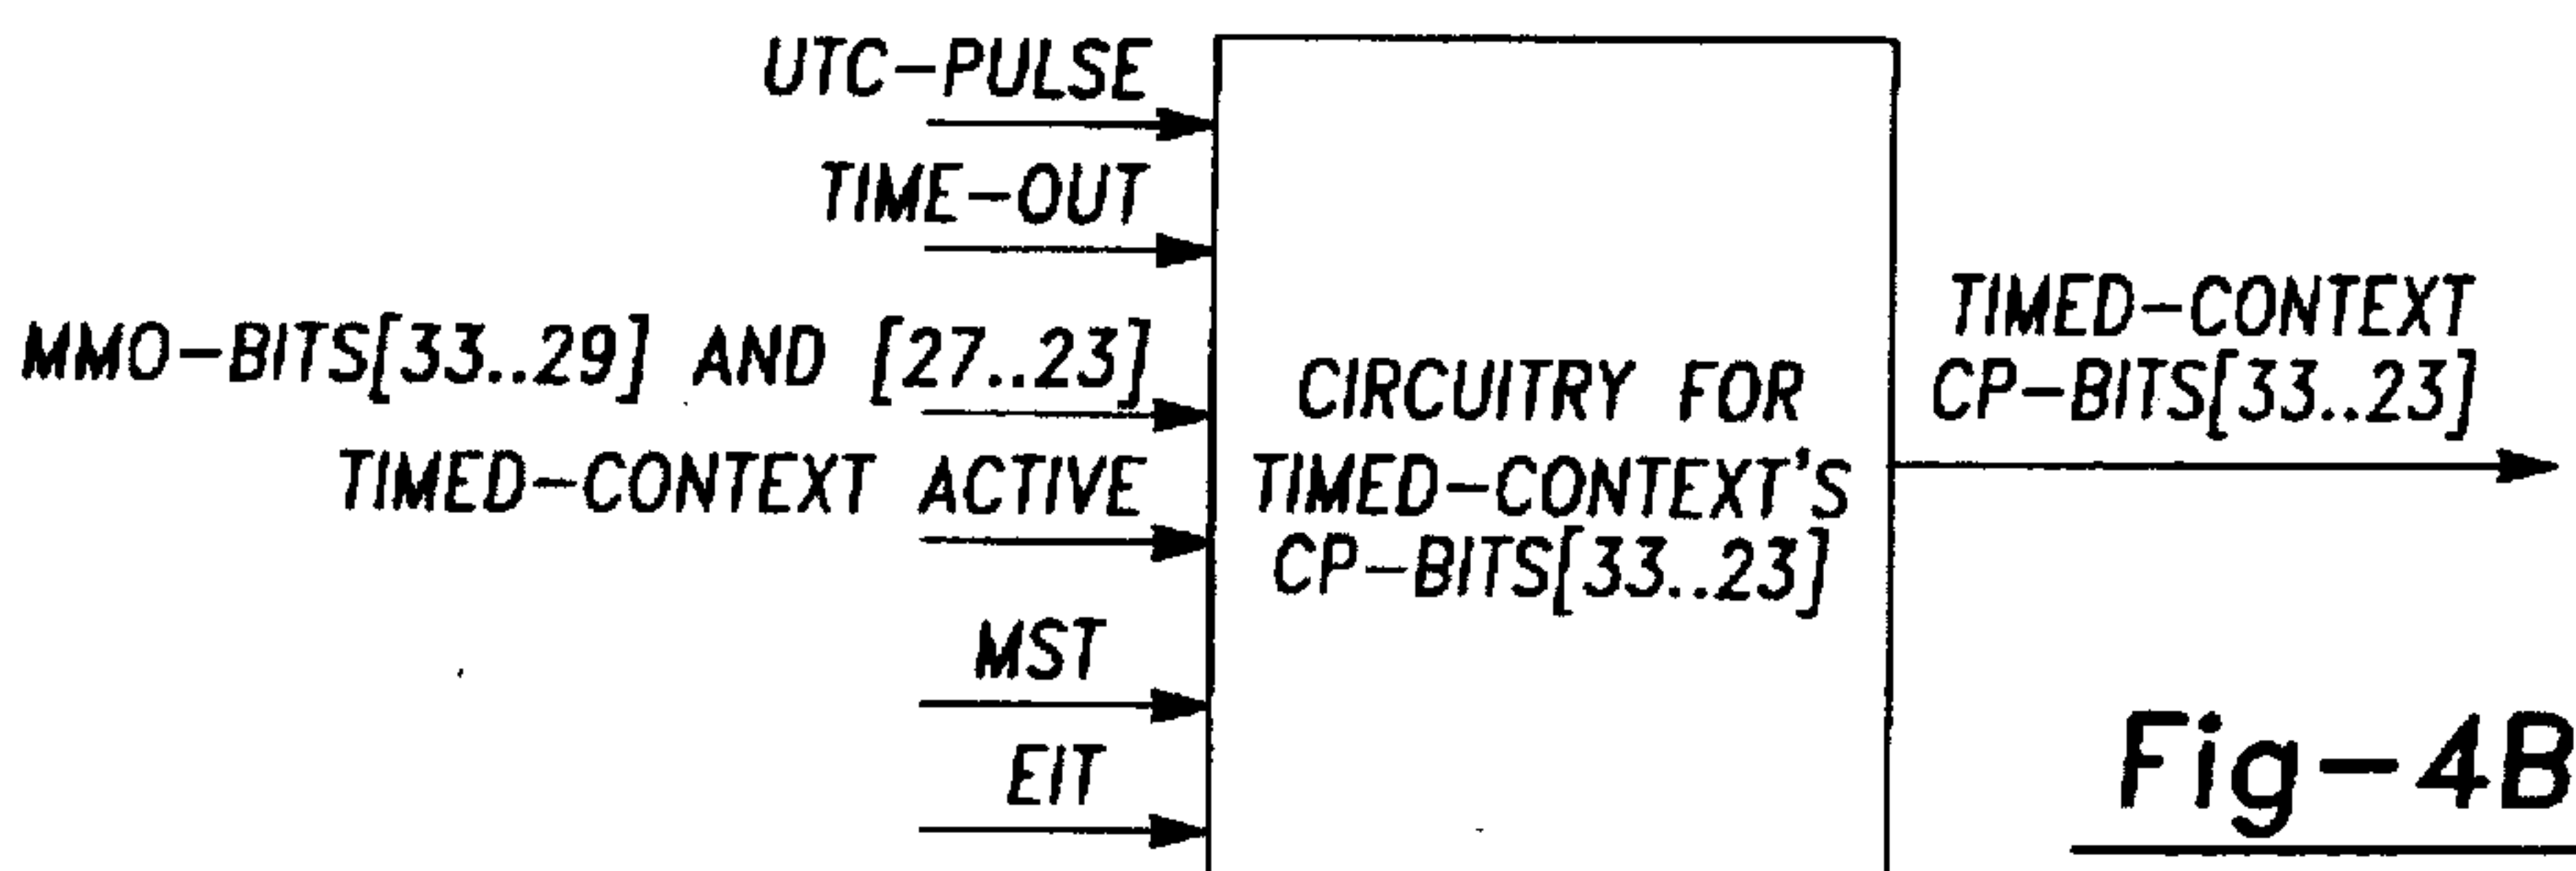 UTC-PULSE
TIME-OUT
MMO-BITS[33..29] AND [27..23]
TIMED-CONTEXT ACTIVE
MST
EIT
CIRCUITRY FOR
TIMED-CONTEXT'S
CP-BITS[33..23]
TIMED-CONTEXT
CP-BITS[33..23]
Fig-4B